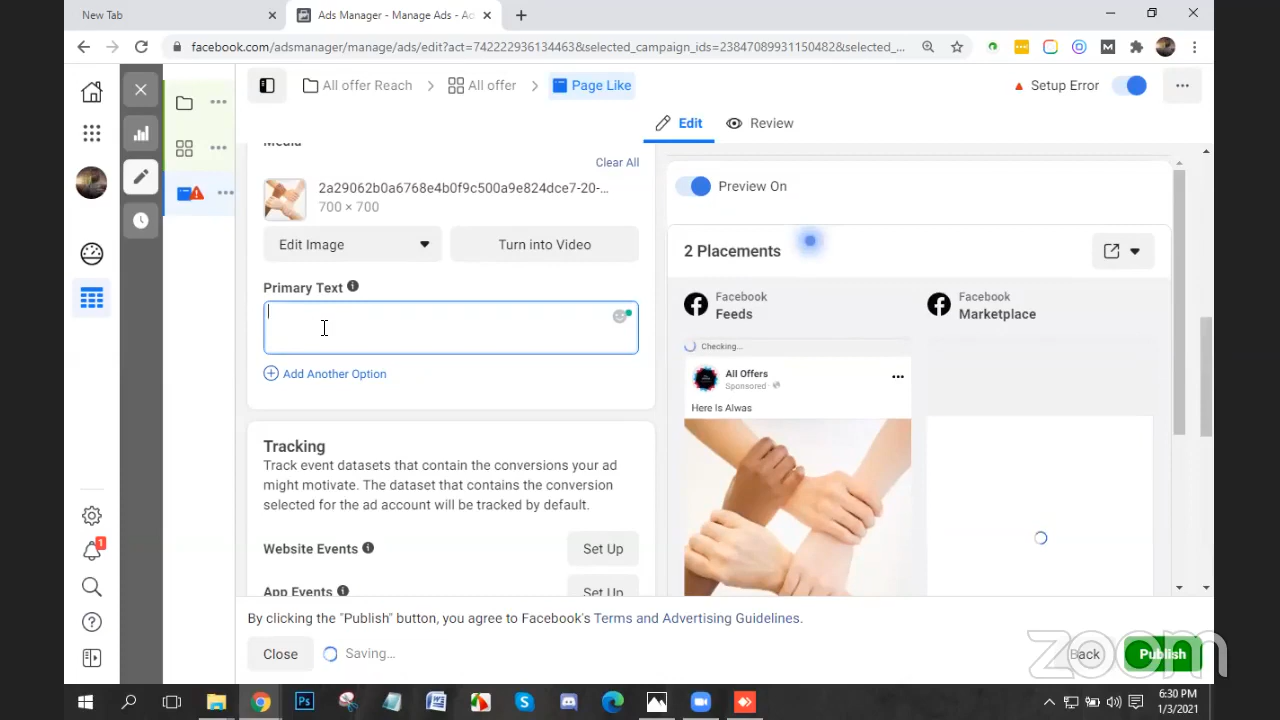 New Tab
Ads Manager - Manage Ads - Ad
facebook.com/adsmanager/manage/ads/edit?act=742222936134463&selected_campaign_ids=23847089931150482&selected_...
All offer Reach
All offer
Page Like
Setup Error
Edit
Review
Media
Clear All
2a29062b0a6768e4b0f9c500a9e824dce7-20-...
700 × 700
Edit Image
Turn into Video
Primary Text
Add Another Option
Tracking
Track event datasets that contain the conversions your ad
might motivate. The dataset that contains the conversion
selected for the ad account will be tracked by default.
Website Events
Set Up
App Events
Set Up
Preview On
2 Placements
Facebook
Feeds
Facebook
Marketplace
Checking...
All Offers
Sponsored
Here Is Alwas
By clicking the "Publish" button, you agree to Facebook's Terms and Advertising Guidelines.
Close
Saving...
Back
Publish
zoom
1
6:30 PM
1/3/2021